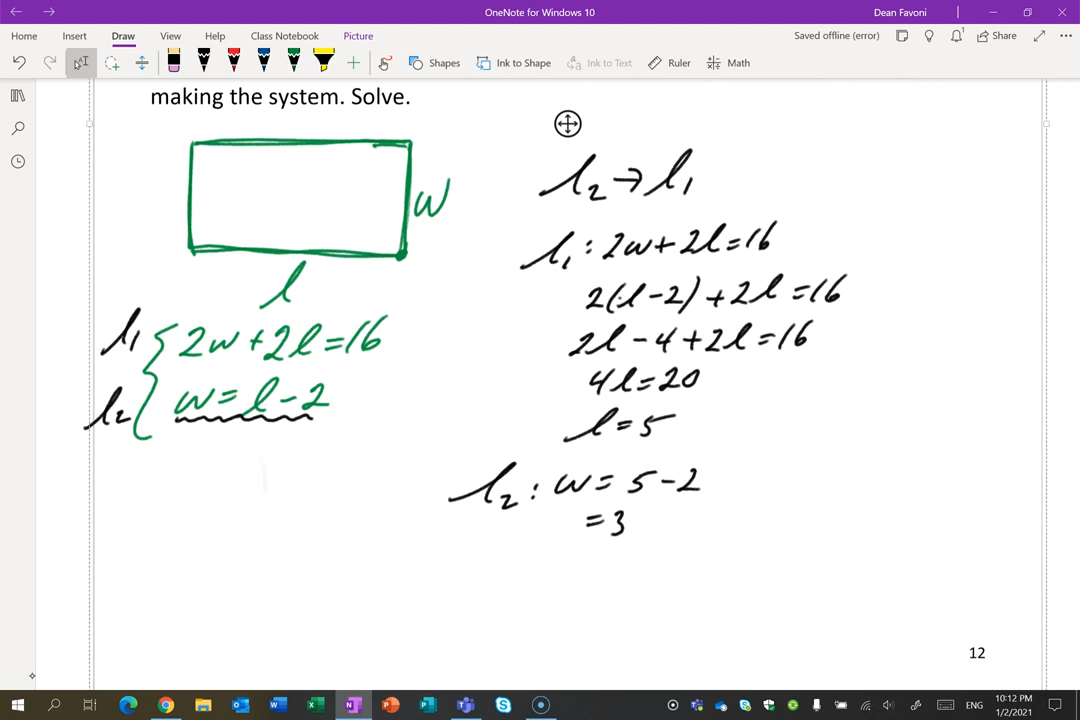 OneNote for Windows 10
Dean Favoni
Home Insert Draw View Help Class Notebook Picture
Saved offline (error) Share
Shapes Ink to Shape Ink to Text Ruler Math
making the system. Solve.
w
l
l₁ 2w+2l=16
l₂ w=l-2
l₂→l₁
l₁: 2w+2l=16
2(l-2)+2l=16
2l-4+2l=16
4l=20
l=5
l₂: w=5-2
=3
12
ENG
10:12 PM
1/2/2021